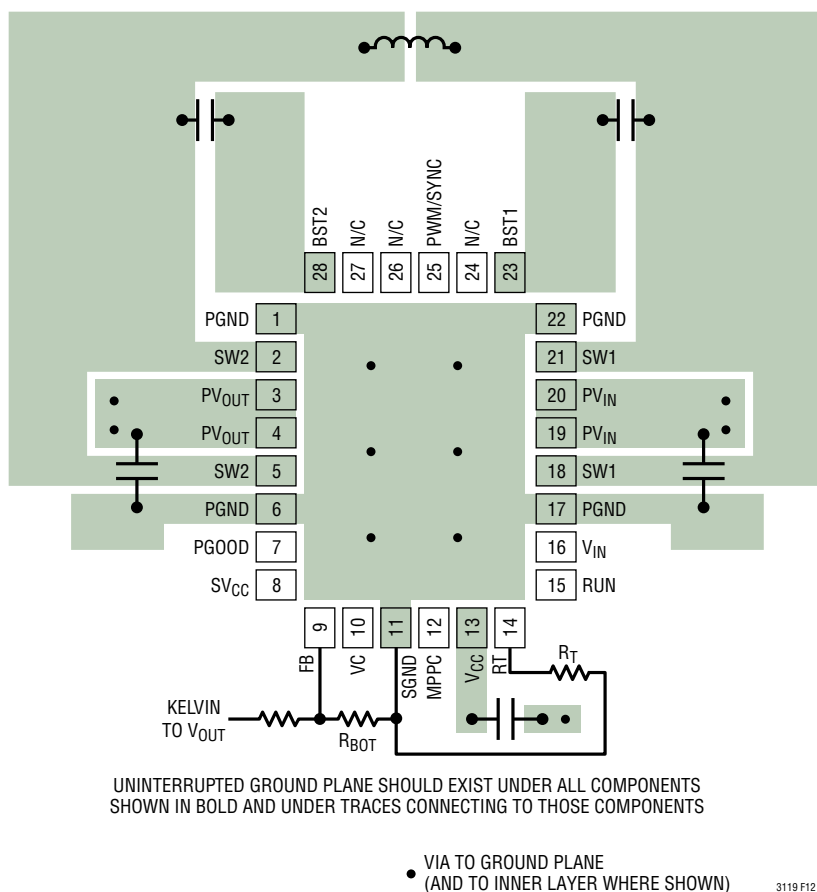 BST2
N/C
N/C
PWM/SYNC
N/C
BST1
28
27
26
25
24
23
PGND 1
22 PGND
SW2 2
21 SW1
PVOUT 3
20 PVIN
PVOUT 4
19 PVIN
SW2 5
18 SW1
PGND 6
17 PGND
PGOOD 7
16 VIN
SVCC 8
15 RUN
9
10
11
12
13
14
FB
VC
SGND
MPPC
VCC
RT
RT
KELVIN
TO VOUT
RBOT
UNINTERRUPTED GROUND PLANE SHOULD EXIST UNDER ALL COMPONENTS
SHOWN IN BOLD AND UNDER TRACES CONNECTING TO THOSE COMPONENTS
VIA TO GROUND PLANE
(AND TO INNER LAYER WHERE SHOWN)
3119 F12